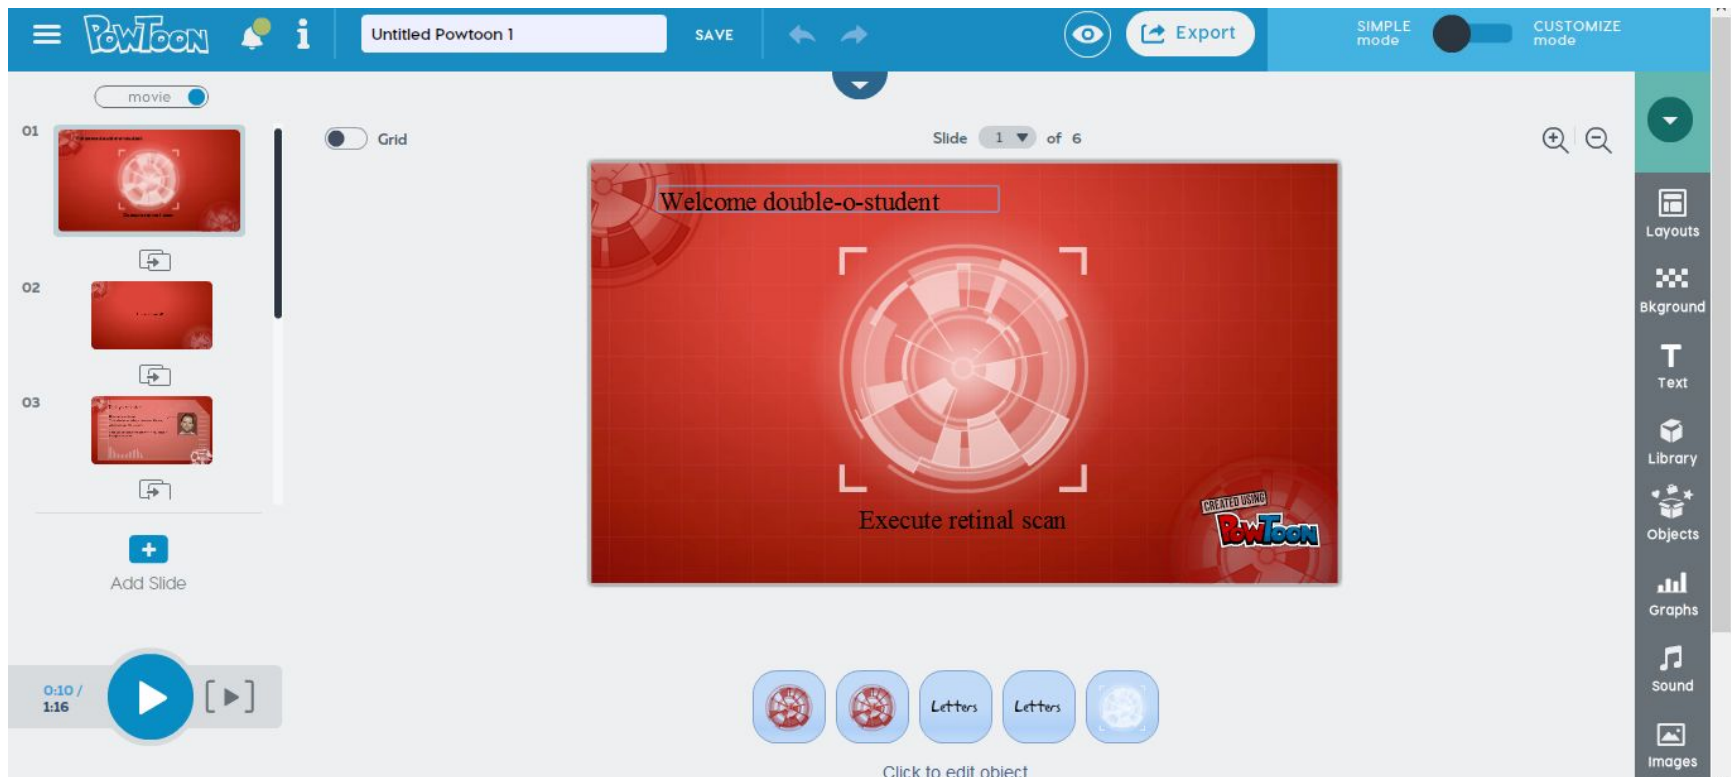 POWTOON
Untitled Powtoon 1
SAVE
Export
SIMPLE
mode
CUSTOMIZE
mode
movie
01
02
03
Add Slide
0:10 /
1:16
Grid
Slide 1 of 6
Welcome double-o-student
Execute retinal scan
CREATED USING
POWTOON
Letters
Letters
Click to edit object
Layouts
Bkground
Text
Library
Objects
Graphs
Sound
Images